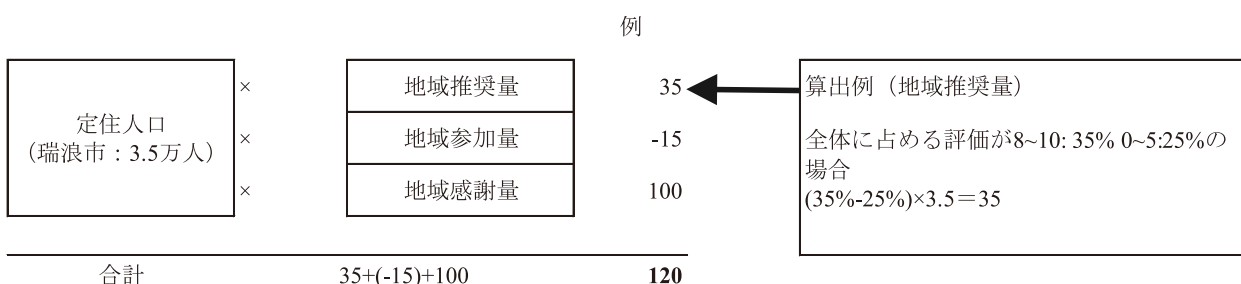 例
定住人口
（瑞浪市：3.5万人）
× 地域推奨量 35
× 地域参加量 -15
× 地域感謝量 100
算出例（地域推奨量）
全体に占める評価が8~10: 35% 0~5:25%の
場合
(35%-25%)×3.5＝35
合計 35+(-15)+100 120